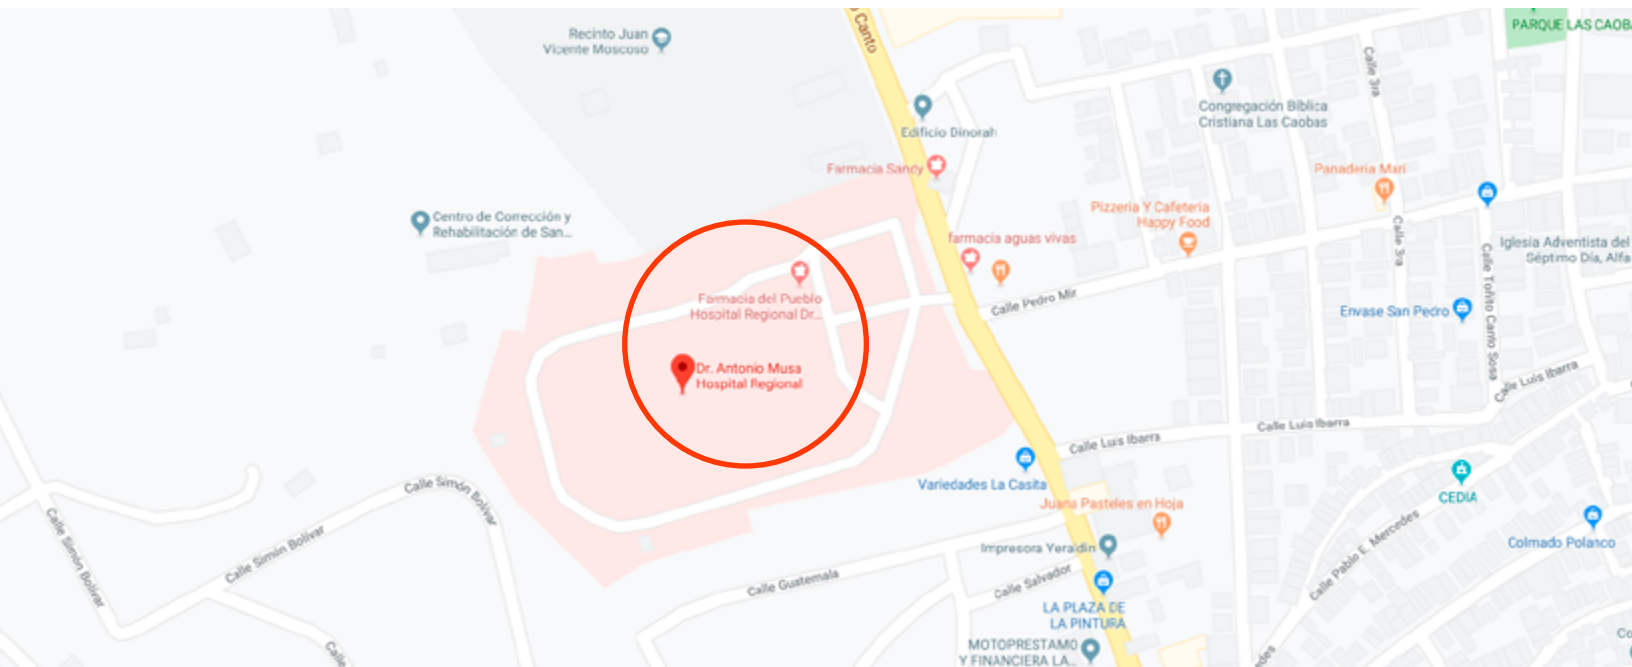 Recinto Juan
Vicente Moscoso
Canto
PARQUE LAS CAOBA
Calle 3ra
Congregación Bíblica
Cristiana Las Caobas
Edificio Dinorah
Farmacia Sandy
Panaderia Mari
Centro de Corrección y
Rehabilitación de San...
Pizzeria Y Cafeteria
Happy Food
farmacia aguas vivas
Calle 3ra
Iglesia Adventista del
Séptimo Día, Alfa
Calle Toñito Canto Sosa
Farmacia del Pueblo
Hospital Regional Dr...
Calle Pedro Mir
Envase San Pedro
Dr. Antonio Musa
Hospital Regional
Calle Luis Ibarra
Calle Luis Ibarra
Calle Luis Ibarra
Calle Simón Bolívar
Variedades La Casita
CEDIA
Juana Pasteles en Hoja
Calle Simón Bolívar
Calle Simón Bolívar
Impresora Yeraldin
Colmado Polanco
Calle Pablo E. Mercedes
Calle Guatemala
Calle Salvador
LA PLAZA DE
LA PINTURA
MOTOPRESTAMO
Y FINANCIERA LA...
Calle
Co
edes